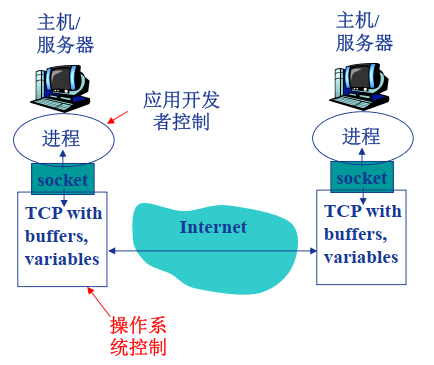 主机/
服务器
应用开发
者控制
进程
socket
TCP with
buffers,
variables
Internet
操作系
统控制
主机/
服务器
进程
socket
TCP with
buffers,
variables